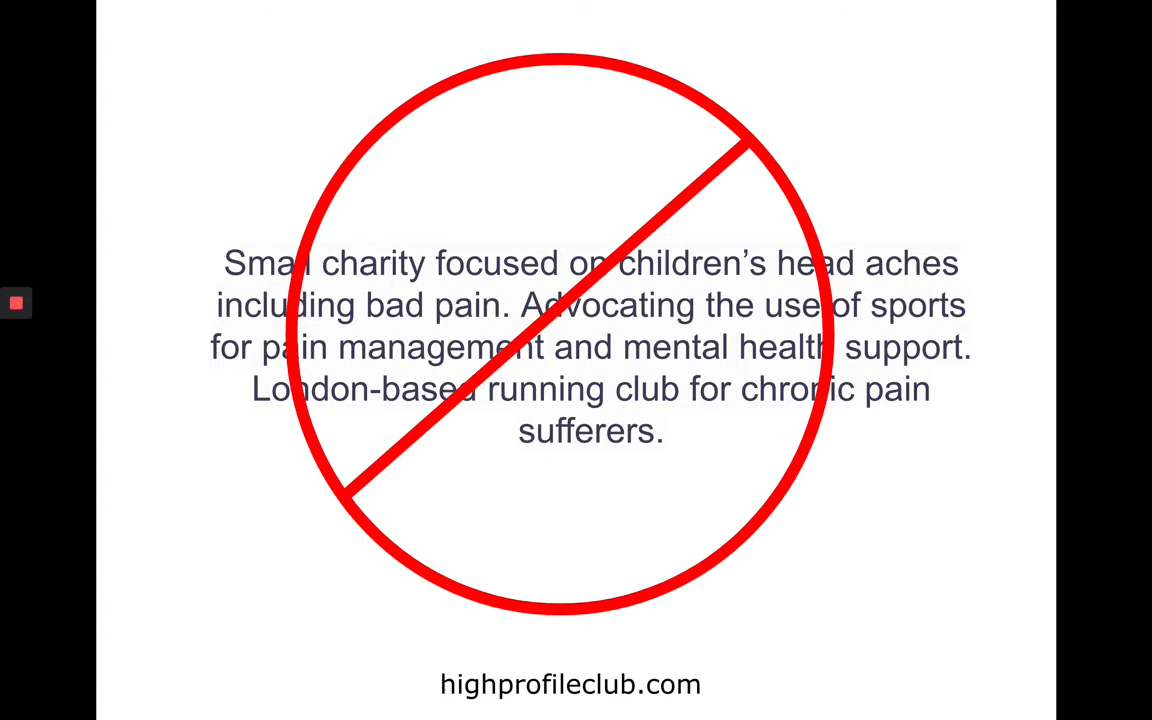 Small charity focused on children’s head aches
including bad pain. Advocating the use of sports
for pain management and mental health support.
London-based running club for chronic pain
sufferers.
highprofileclub.com